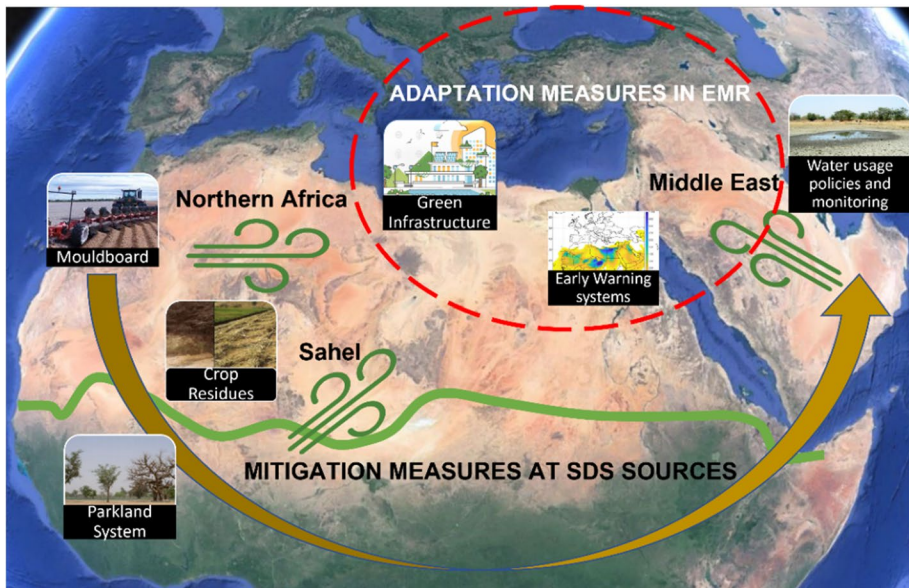 ADAPTATION MEASURES IN EMR
Green
Infrastructure
Middle East
Water usage
policies and
monitoring
Northern Africa
Mouldboard
Early Warning
systems
Sahel
Crop
Residues
MITIGATION MEASURES AT SDS SOURCES
Parkland
System